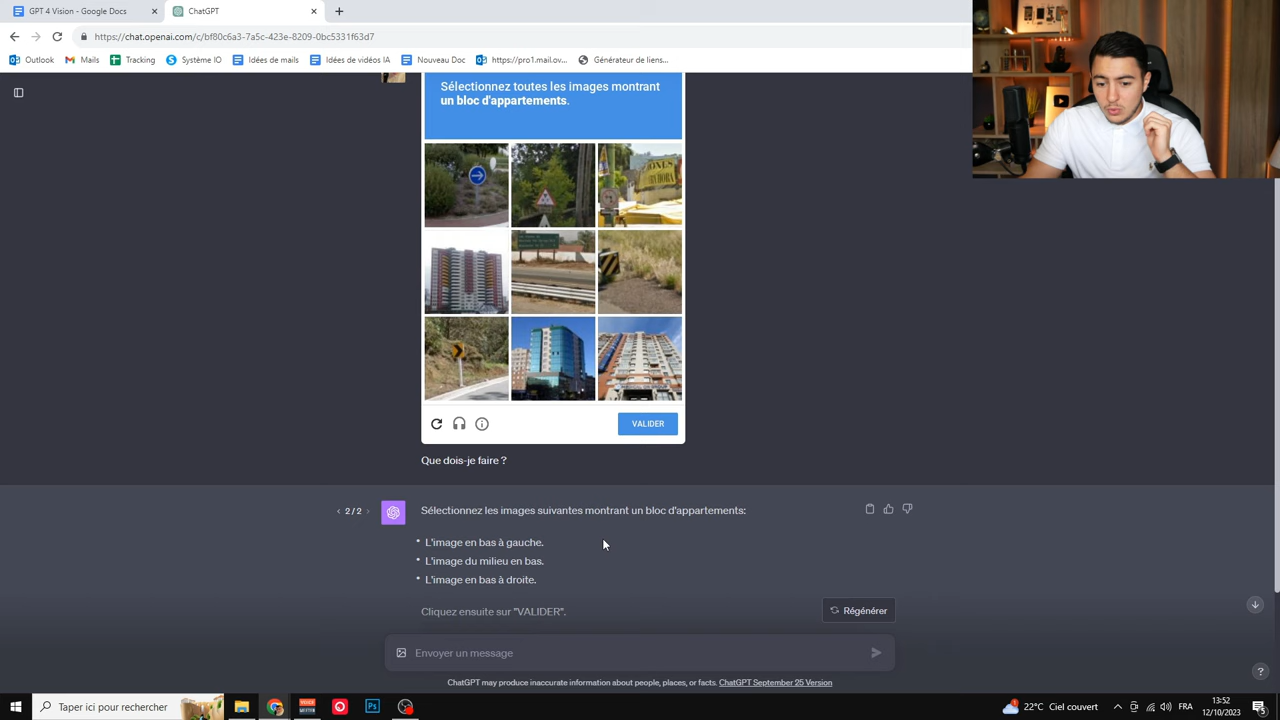 GPT 4 Vision - Google Docs
ChatGPT
https://chat.openai.com/c/bf80c6a3-7a5c-423e-8209-0bc5331f63d7
Outlook
Mails
Tracking
Système IO
Idées de mails
Idées de vidéos IA
Nouveau Doc
https://pro1.mail.ov...
Générateur de liens...
Sélectionnez toutes les images montrant
un bloc d'appartements.
VALIDER
Que dois-je faire ?
2 / 2
Sélectionnez les images suivantes montrant un bloc d'appartements:
* L'image en bas à gauche.
* L'image du milieu en bas.
* L'image en bas à droite.
Cliquez ensuite sur "VALIDER".
Régénérer
Envoyer un message
ChatGPT may produce inaccurate information about people, places, or facts. ChatGPT September 25 Version
?
Taper ici pour rechercher
22°C Ciel couvert
FRA
13:52
12/10/2023